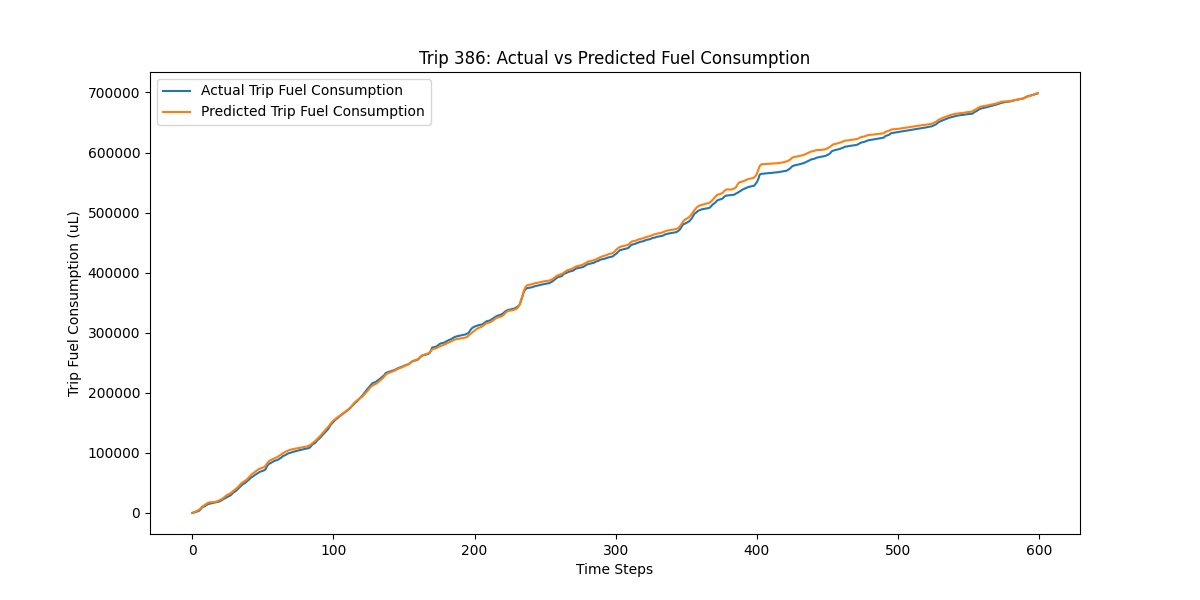 Trip 386: Actual vs Predicted Fuel Consumption
Actual Trip Fuel Consumption
Predicted Trip Fuel Consumption
Trip Fuel Consumption (uL)
700000
600000
500000
400000
300000
200000
100000
0
0 100 200 300 400 500 600
Time Steps